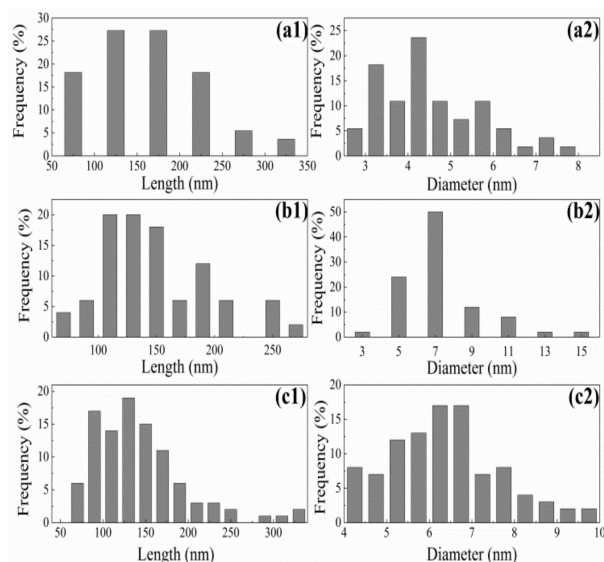 (a1)
Frequency (%)
30
25
20
15
10
5
0
50 100 150 200 250 300 350
Length (nm)
(a2)
Frequency (%)
25
20
15
10
5
0
3 4 5 6 7 8
Diameter (nm)
(b1)
Frequency (%)
20
15
10
5
0
100 150 200 250
Length (nm)
(b2)
Frequency (%)
50
40
30
20
10
0
3 5 7 9 11 13 15
Diameter (nm)
(c1)
Frequency (%)
20
15
10
5
0
50 100 150 200 250 300
Length (nm)
(c2)
Frequency (%)
20
15
10
5
0
4 5 6 7 8 9 10
Diameter (nm)